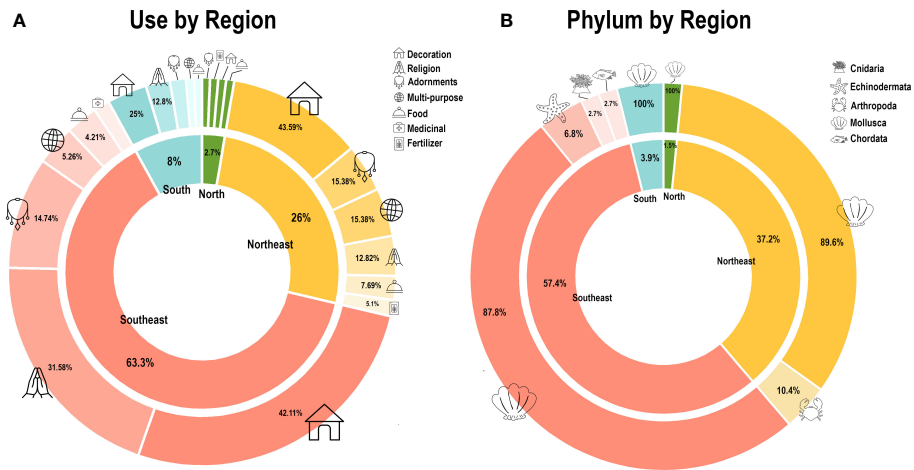 A
Use by Region
Decoration
Religion
Adornments
Multi-purpose
Food
Medicinal
Fertilizer
25%
12.8%
4.21%
5.26%
14.74%
31.58%
42.11%
43.59%
15.38%
15.38%
12.82%
7.69%
5.1%
8%
South
2.7%
North
26%
Northeast
Southeast
63.3%
B
Phylum by Region
Cnidaria
Echinodermata
Arthropoda
Mollusca
Chordata
6.8%
2.7%
2.7%
100%
100%
87.8%
89.6%
10.4%
3.9%
South
1.5%
North
37.2%
Northeast
57.4%
Southeast